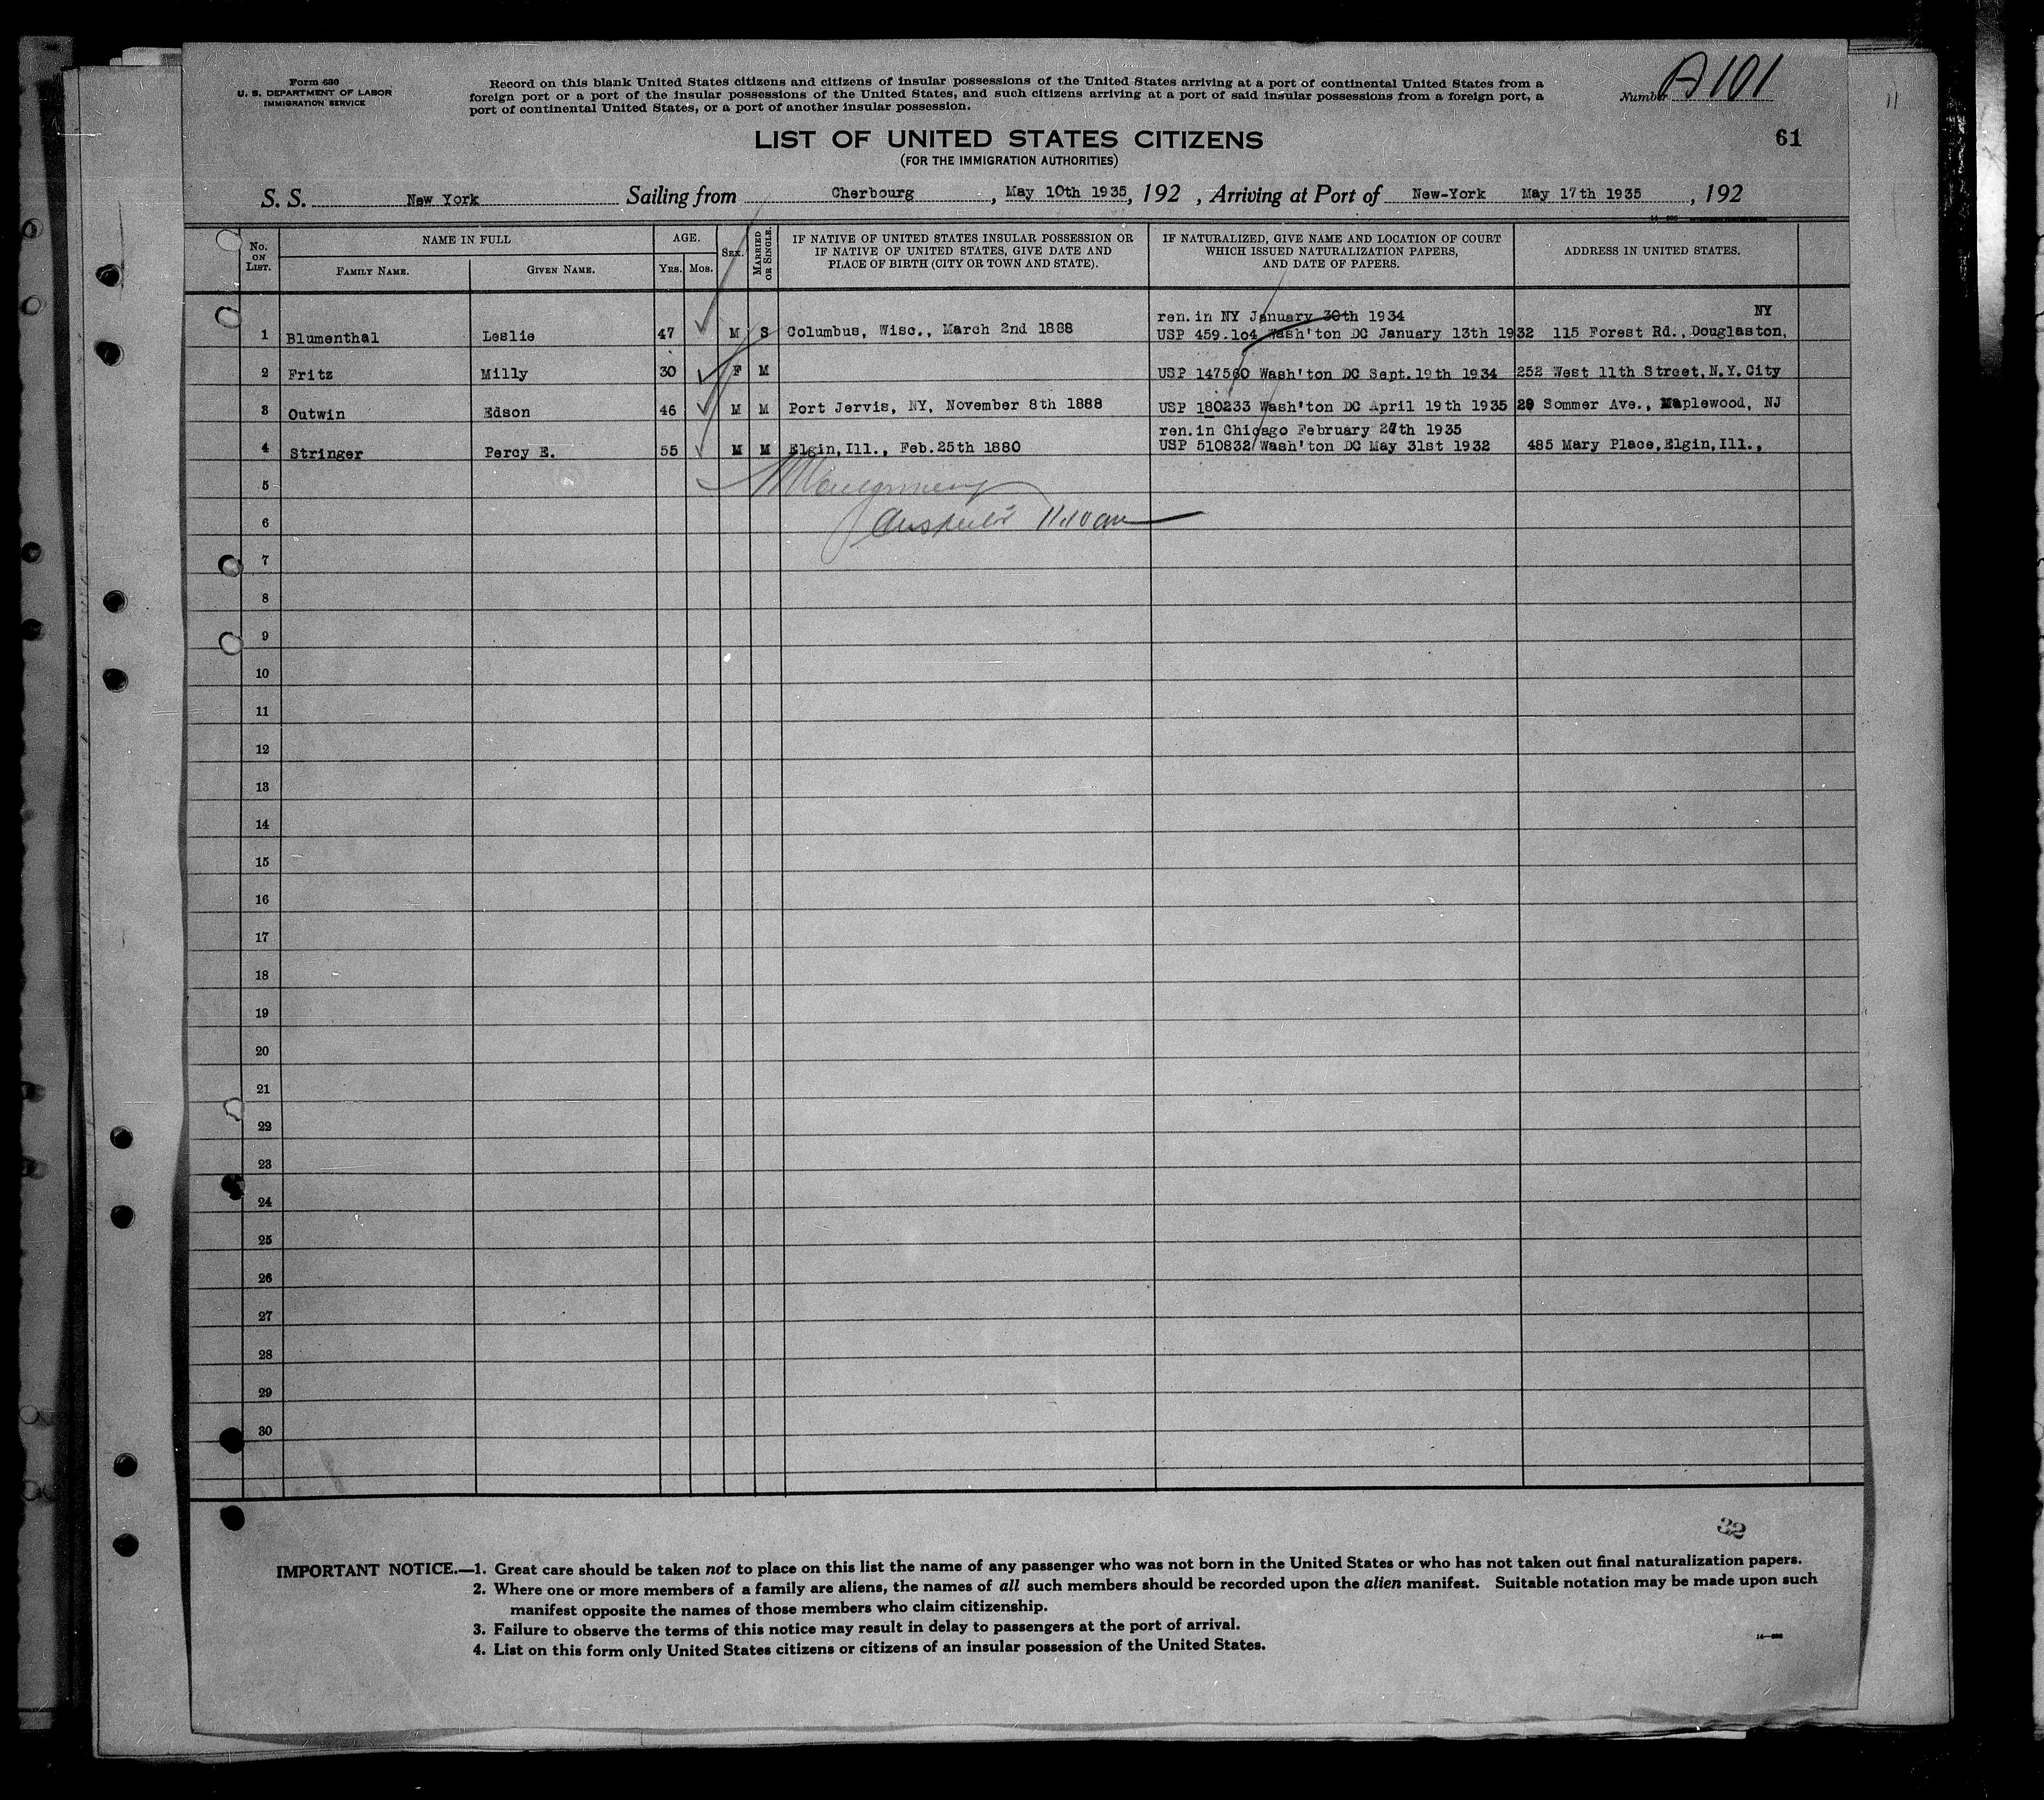 Form 630
U. S. DEPARTMENT OF LABOR
IMMIGRATION SERVICE
Record on this blank United States citizens and citizens of insular possessions of the United States arriving at a port of continental United States from a
foreign port or a port of the insular possessions of the United States, and such citizens arriving at a port of said insular possessions from a foreign port, a
port of continental United States, or a port of another insular possession.
Number A101
11
LIST OF UNITED STATES CITIZENS
61
(FOR THE IMMIGRATION AUTHORITIES)
S. S. New York Sailing from Cherbourg, May 10th 1935, 192 , Arriving at Port of New-York May 17th 1935, 192
No. ON LIST. NAME IN FULL AGE. SEX. MARRIED OR SINGLE. IF NATIVE OF UNITED STATES INSULAR POSSESSION OR IF NATIVE OF UNITED STATES, GIVE DATE AND PLACE OF BIRTH (CITY OR TOWN AND STATE). IF NATURALIZED, GIVE NAME AND LOCATION OF COURT WHICH ISSUED NATURALIZATION PAPERS, AND DATE OF PAPERS. ADDRESS IN UNITED STATES.
FAMILY NAME. GIVEN NAME. YRS. MOS.
ren. in NY January 30th 1934 NY
1 Blumenthal Leslie 47 M S Columbus, Wisc., March 2nd 1888 USP 459.104 Wash'ton DC January 13th 1932 115 Forest Rd., Douglaston,
2 Fritz Milly 30 F M USP 147560 Wash'ton DC Sept. 19th 1934 252 West 11th Street, N.Y. City
3 Outwin Edson 46 M M Port Jervis, NY, November 8th 1888 USP 180233 Wash'ton DC April 19th 1935 29 Sommer Ave., Maplewood, NJ
ren. in Chicago February 27th 1935
4 Stringer Percy E. 55 M M Elgin, Ill., Feb. 25th 1880 USP 510832 Wash'ton DC May 31st 1932 485 Mary Place, Elgin, Ill.,
5 Montgomery
6 11.10 am
7
8
9
10
11
12
13
14
15
16
17
18
19
20
21
22
23
24
25
26
27
28
29
30
32
IMPORTANT NOTICE.—1. Great care should be taken not to place on this list the name of any passenger who was not born in the United States or who has not taken out final naturalization papers.
2. Where one or more members of a family are aliens, the names of all such members should be recorded upon the alien manifest. Suitable notation may be made upon such
manifest opposite the names of those members who claim citizenship.
3. Failure to observe the terms of this notice may result in delay to passengers at the port of arrival.
4. List on this form only United States citizens or citizens of an insular possession of the United States.